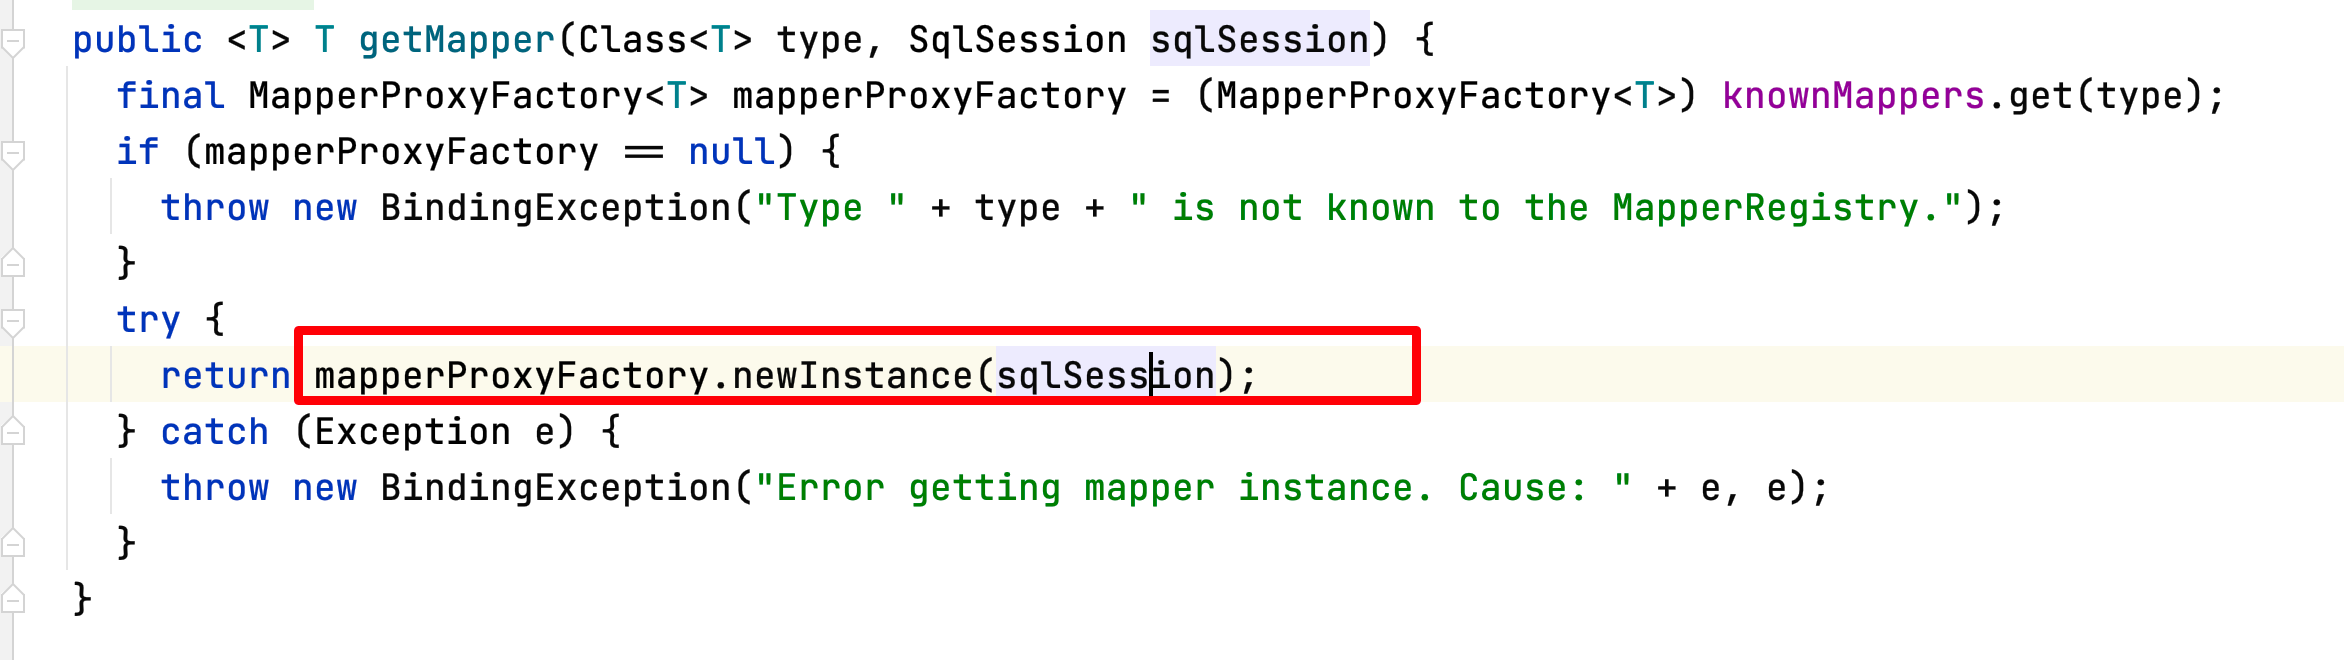 public <T> T getMapper(Class<T> type, SqlSession sqlSession) {
final MapperProxyFactory<T> mapperProxyFactory = (MapperProxyFactory<T>) knownMappers.get(type);
if (mapperProxyFactory == null) {
throw new BindingException("Type " + type + " is not known to the MapperRegistry.");
}
try {
return mapperProxyFactory.newInstance(sqlSession);
} catch (Exception e) {
throw new BindingException("Error getting mapper instance. Cause: " + e, e);
}
}